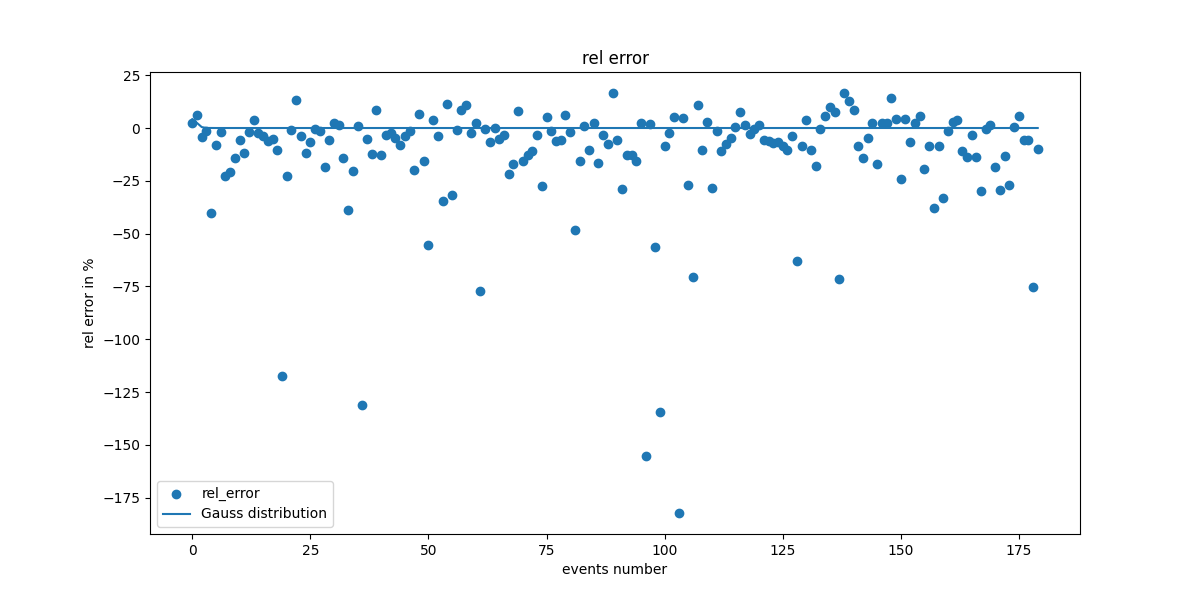 rel error
25
0
−25
−50
−75
−100
−125
−150
−175
rel error in %
rel_error
Gauss distribution
0 25 50 75 100 125 150 175
events number